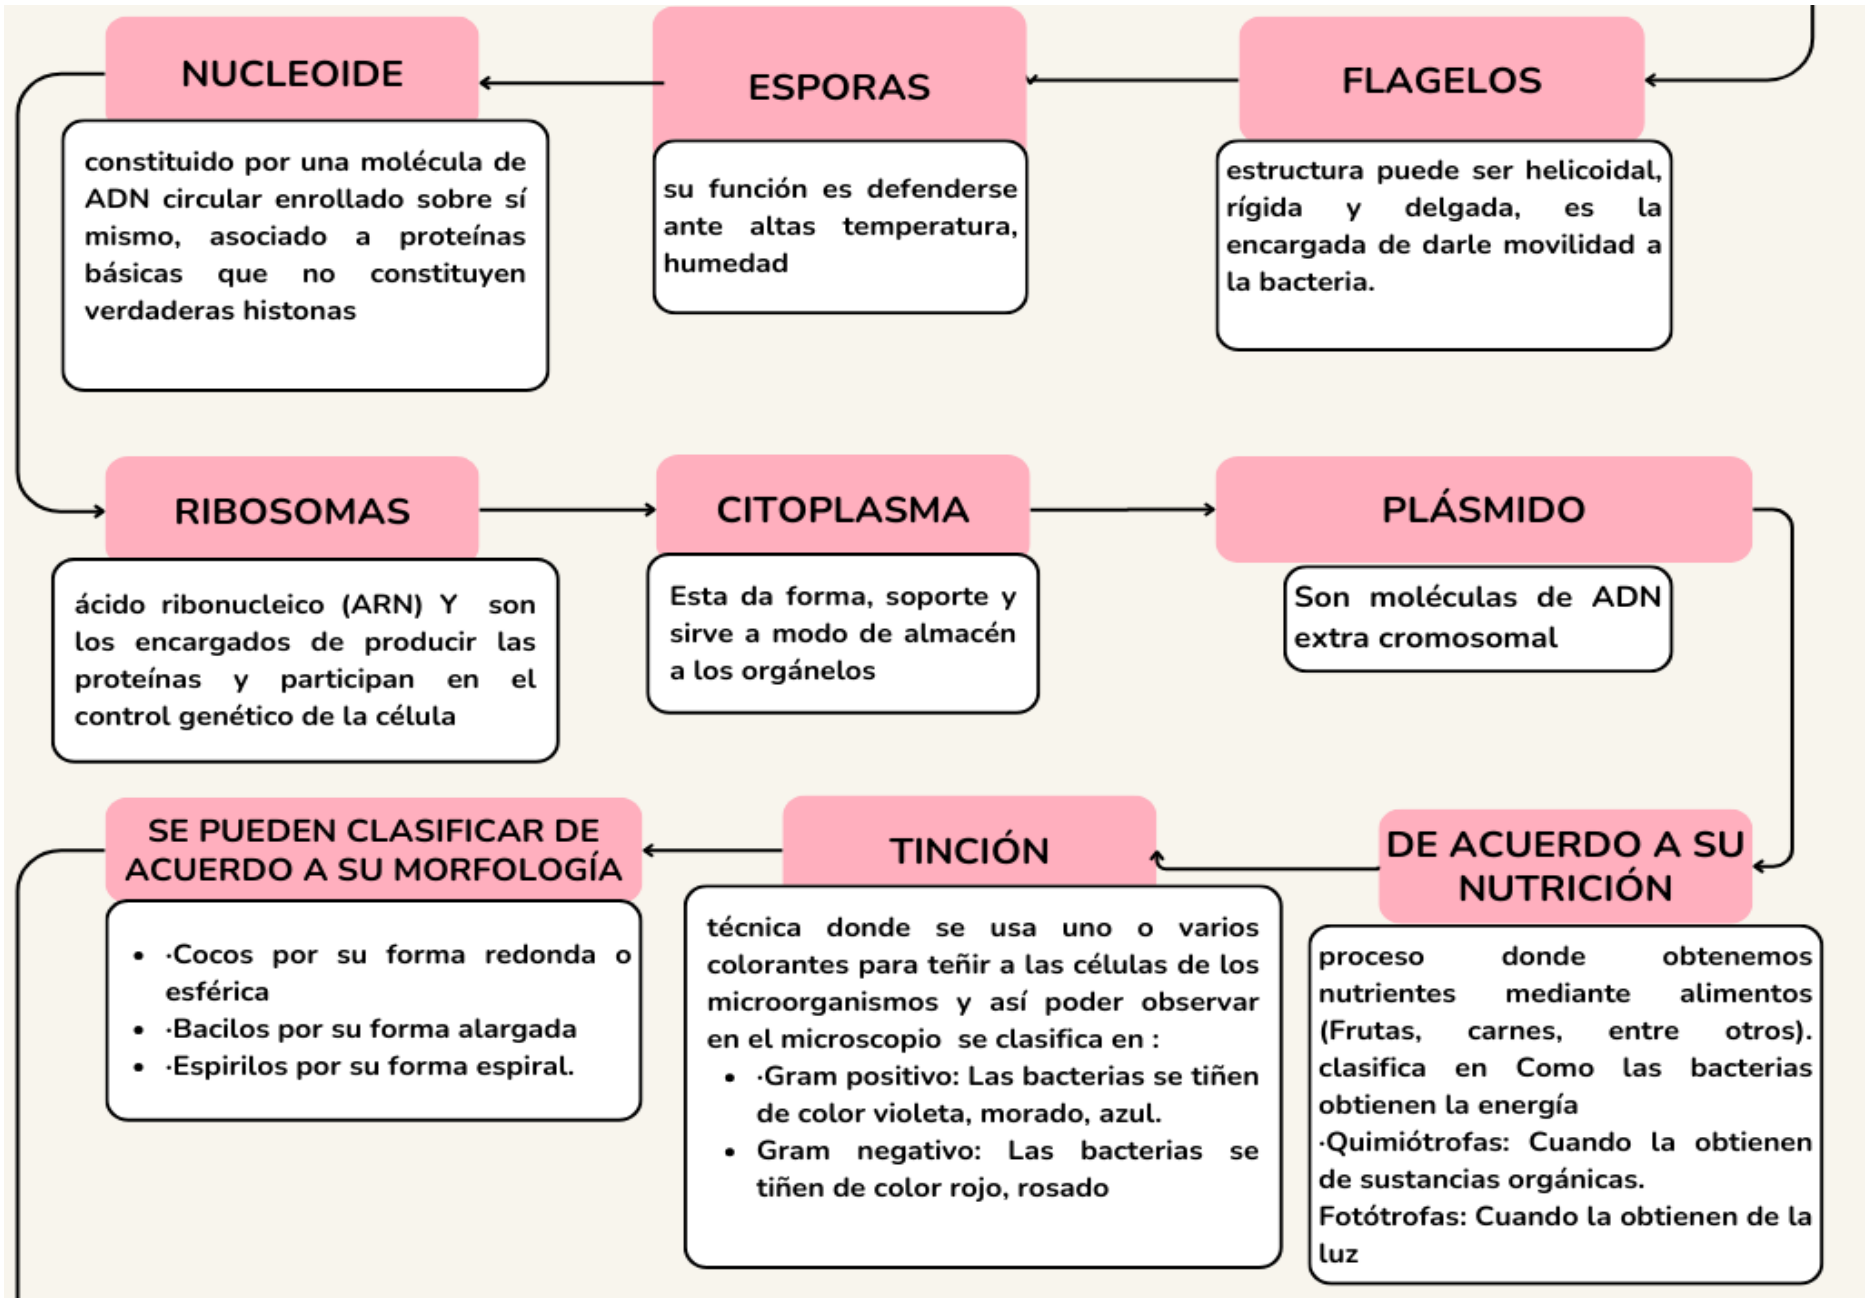 NUCLEOIDE
constituido por una molécula de
ADN circular enrollado sobre sí
mismo, asociado a proteínas
básicas que no constituyen
verdaderas histonas
ESPORAS
su función es defenderse
ante altas temperatura,
humedad
FLAGELOS
estructura puede ser helicoidal,
rígida y delgada, es la
encargada de darle movilidad a
la bacteria.
RIBOSOMAS
ácido ribonucleico (ARN) Y son
los encargados de producir las
proteínas y participan en el
control genético de la célula
CITOPLASMA
Esta da forma, soporte y
sirve a modo de almacén
a los orgánelos
PLÁSMIDO
Son moléculas de ADN
extra cromosomal
SE PUEDEN CLASIFICAR DE
ACUERDO A SU MORFOLOGÍA
• ·Cocos por su forma redonda o
esférica
• ·Bacilos por su forma alargada
• ·Espirilos por su forma espiral.
TINCIÓN
técnica donde se usa uno o varios
colorantes para teñir a las células de los
microorganismos y así poder observar
en el microscopio se clasifica en :
• ·Gram positivo: Las bacterias se tiñen
de color violeta, morado, azul.
• Gram negativo: Las bacterias se
tiñen de color rojo, rosado
DE ACUERDO A SU
NUTRICIÓN
proceso donde obtenemos
nutrientes mediante alimentos
(Frutas, carnes, entre otros).
clasifica en Como las bacterias
obtienen la energía
·Quimiótrofas: Cuando la obtienen
de sustancias orgánicas.
Fotótrofas: Cuando la obtienen de la
luz